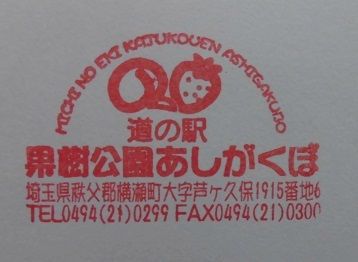 MICHI NO EKI KAJUKOUEN ASHIGAKUBO
道の駅
果樹公園あしがくぼ
埼玉県秩父郡横瀬町大字芦ヶ久保1915番地6
TEL0494(21)0299 FAX0494(21)0300